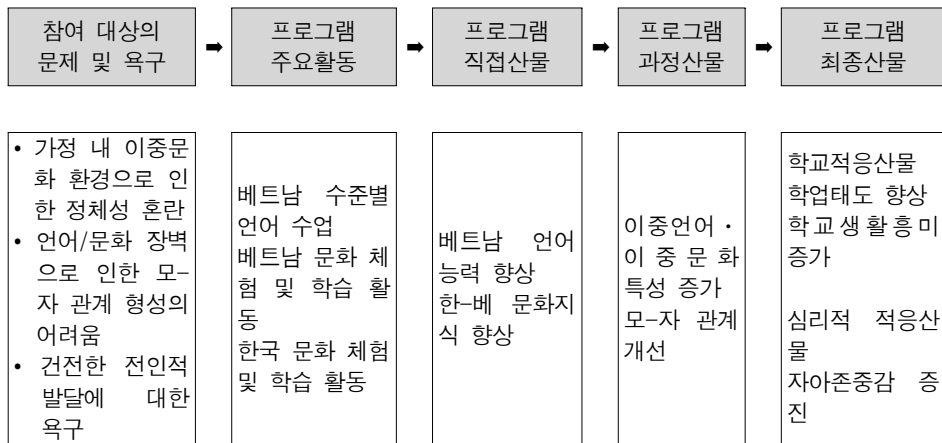 참여 대상의
문제 및 욕구
➡
프로그램
주요활동
➡
프로그램
직접산물
➡
프로그램
과정산물
➡
프로그램
최종산물
• 가정 내 이중문
화 환경으로 인
한 정체성 혼란
• 언어/문화 장벽
으로 인한 모–
자 관계 형성의
어려움
• 건전한 전인적
발달에 대한
욕구
베트남 수준별
언어 수업
베트남 문화 체
험 및 학습 활
동
한국 문화 체험
및 학습 활동
베트남 언어
능력 향상
한–베 문화지
식 향상
이중언어・
이중문화
특성 증가
모–자 관계
개선
학교적응산물
학업태도 향상
학교생활흥미
증가
심리적 적응산
물
자아존중감 증
진